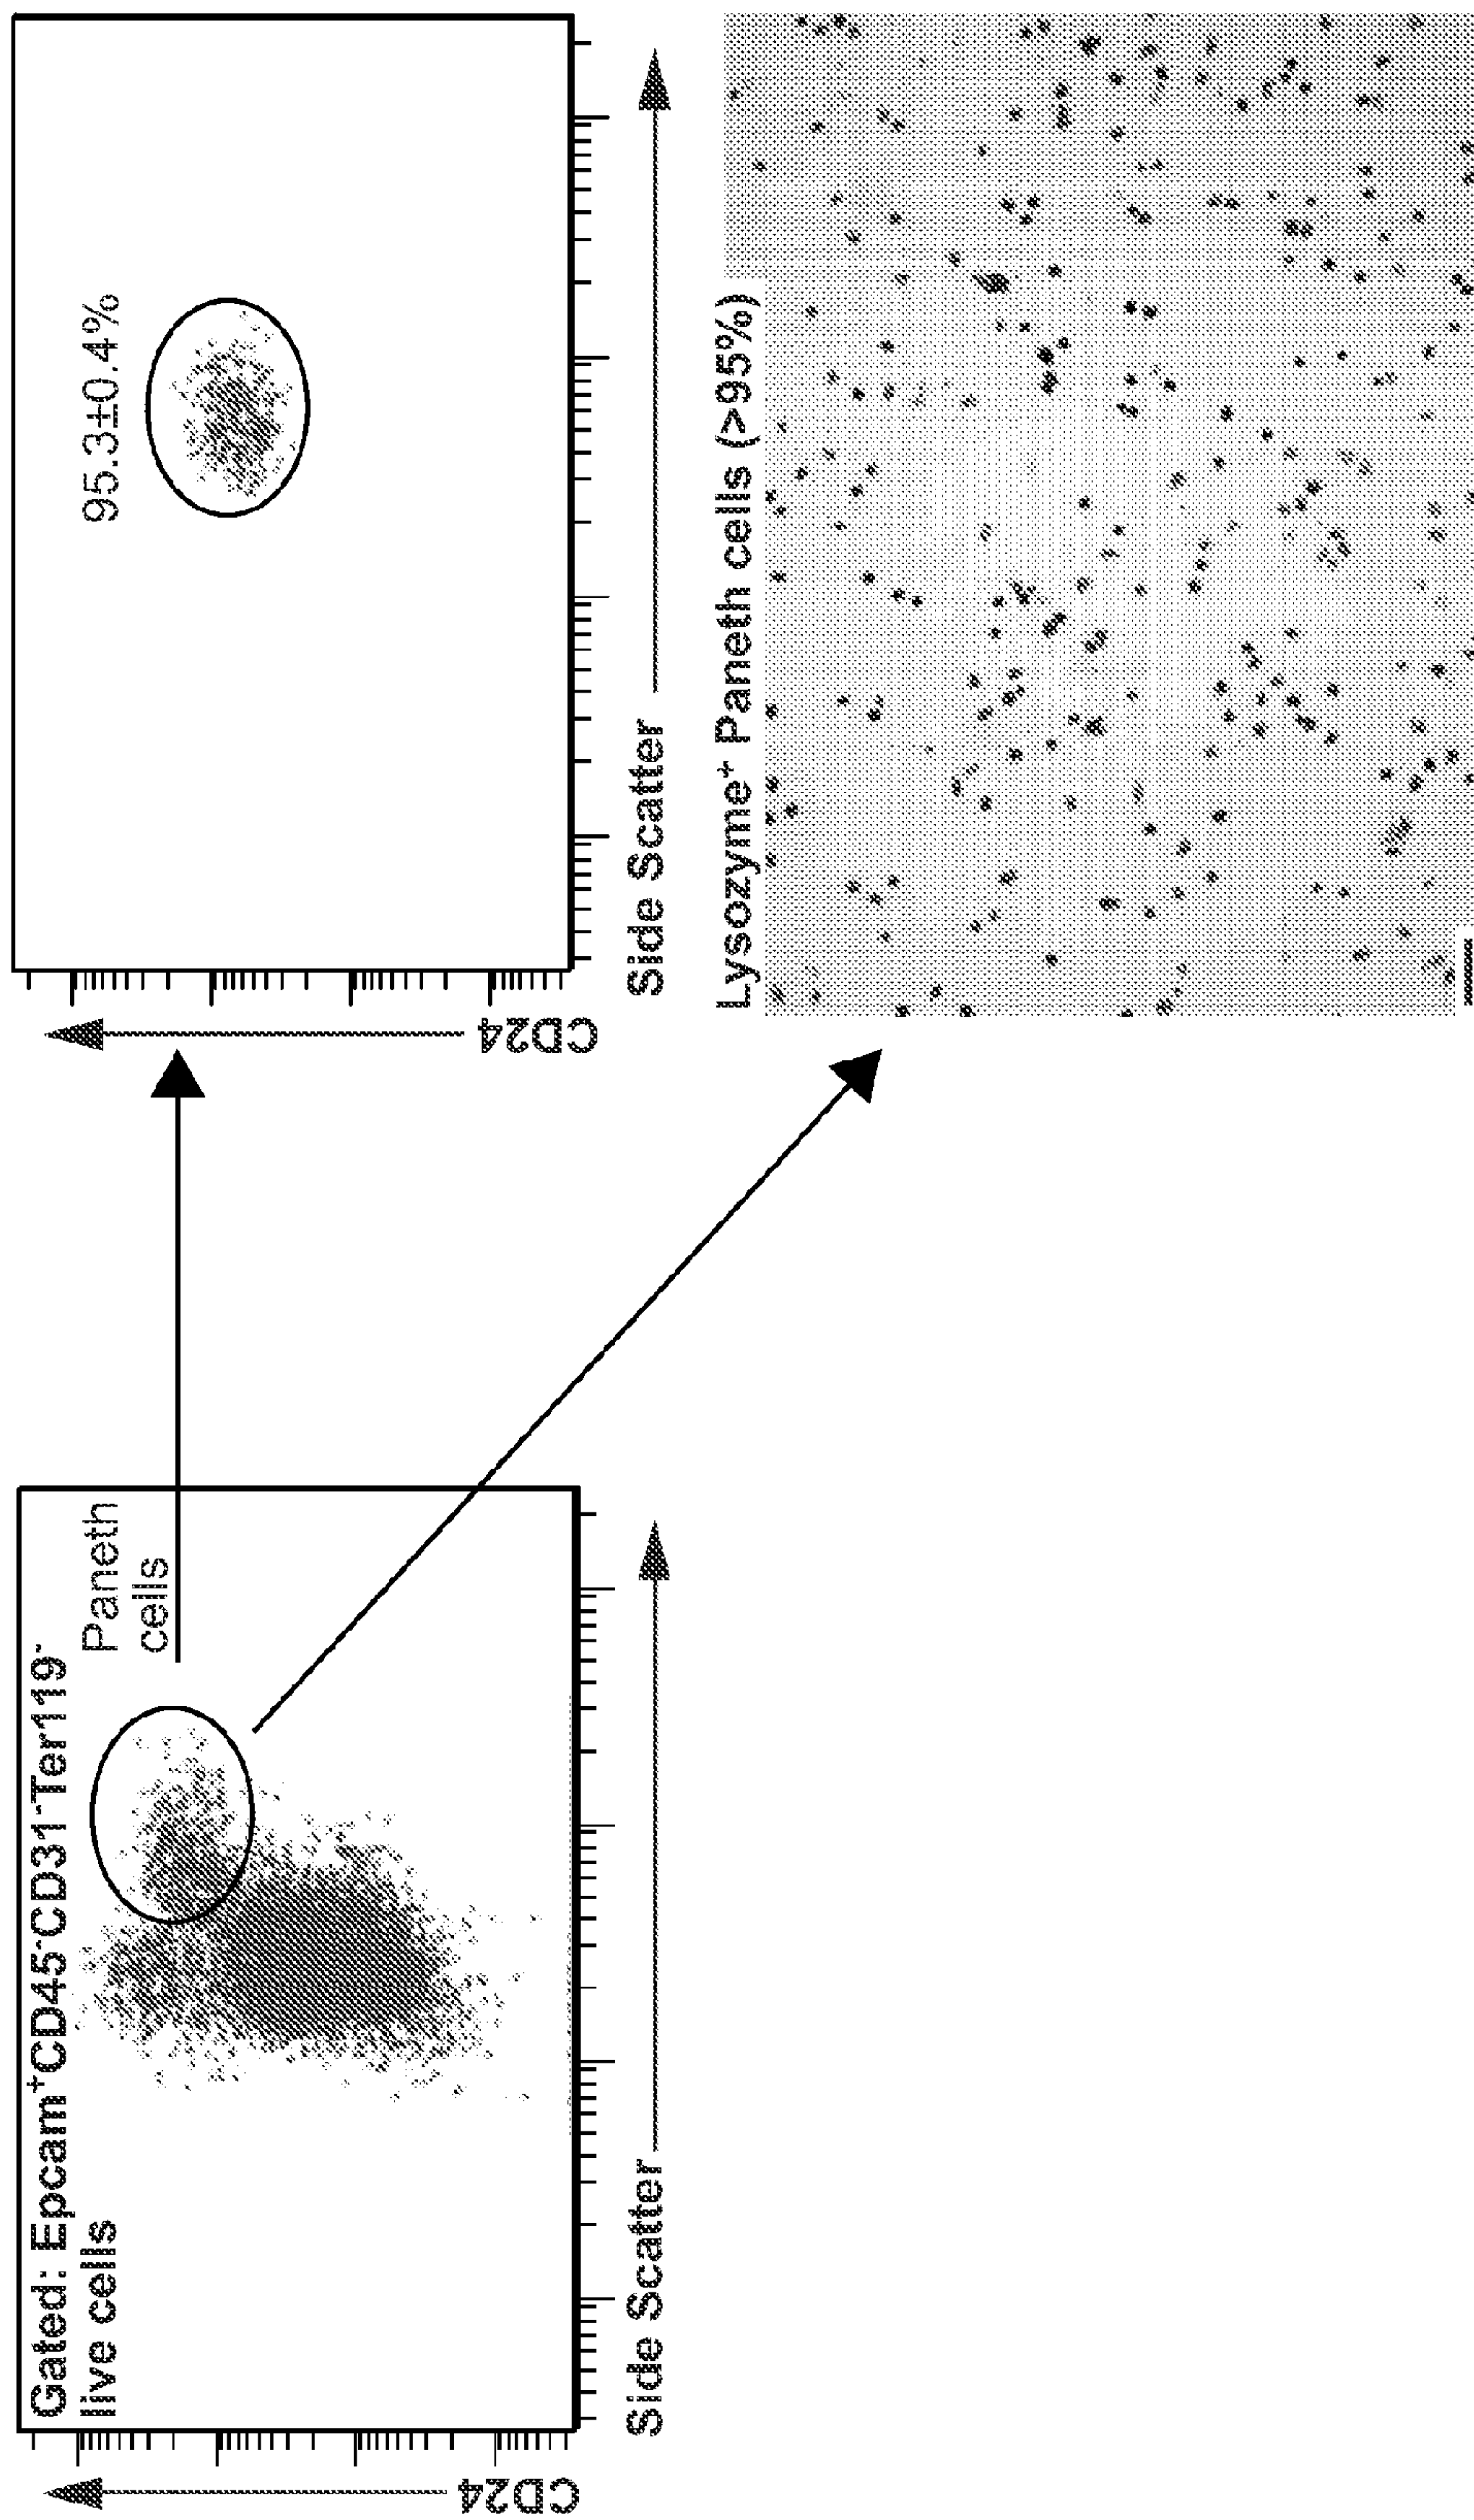 Gated: Epcam⁺CD45⁻CD31⁻Ter119⁻
live cells
Paneth
cells
CD24
Side Scatter
95.3±0.4%
CD24
Side Scatter
Lysozyme⁺ Paneth cells (>95%)